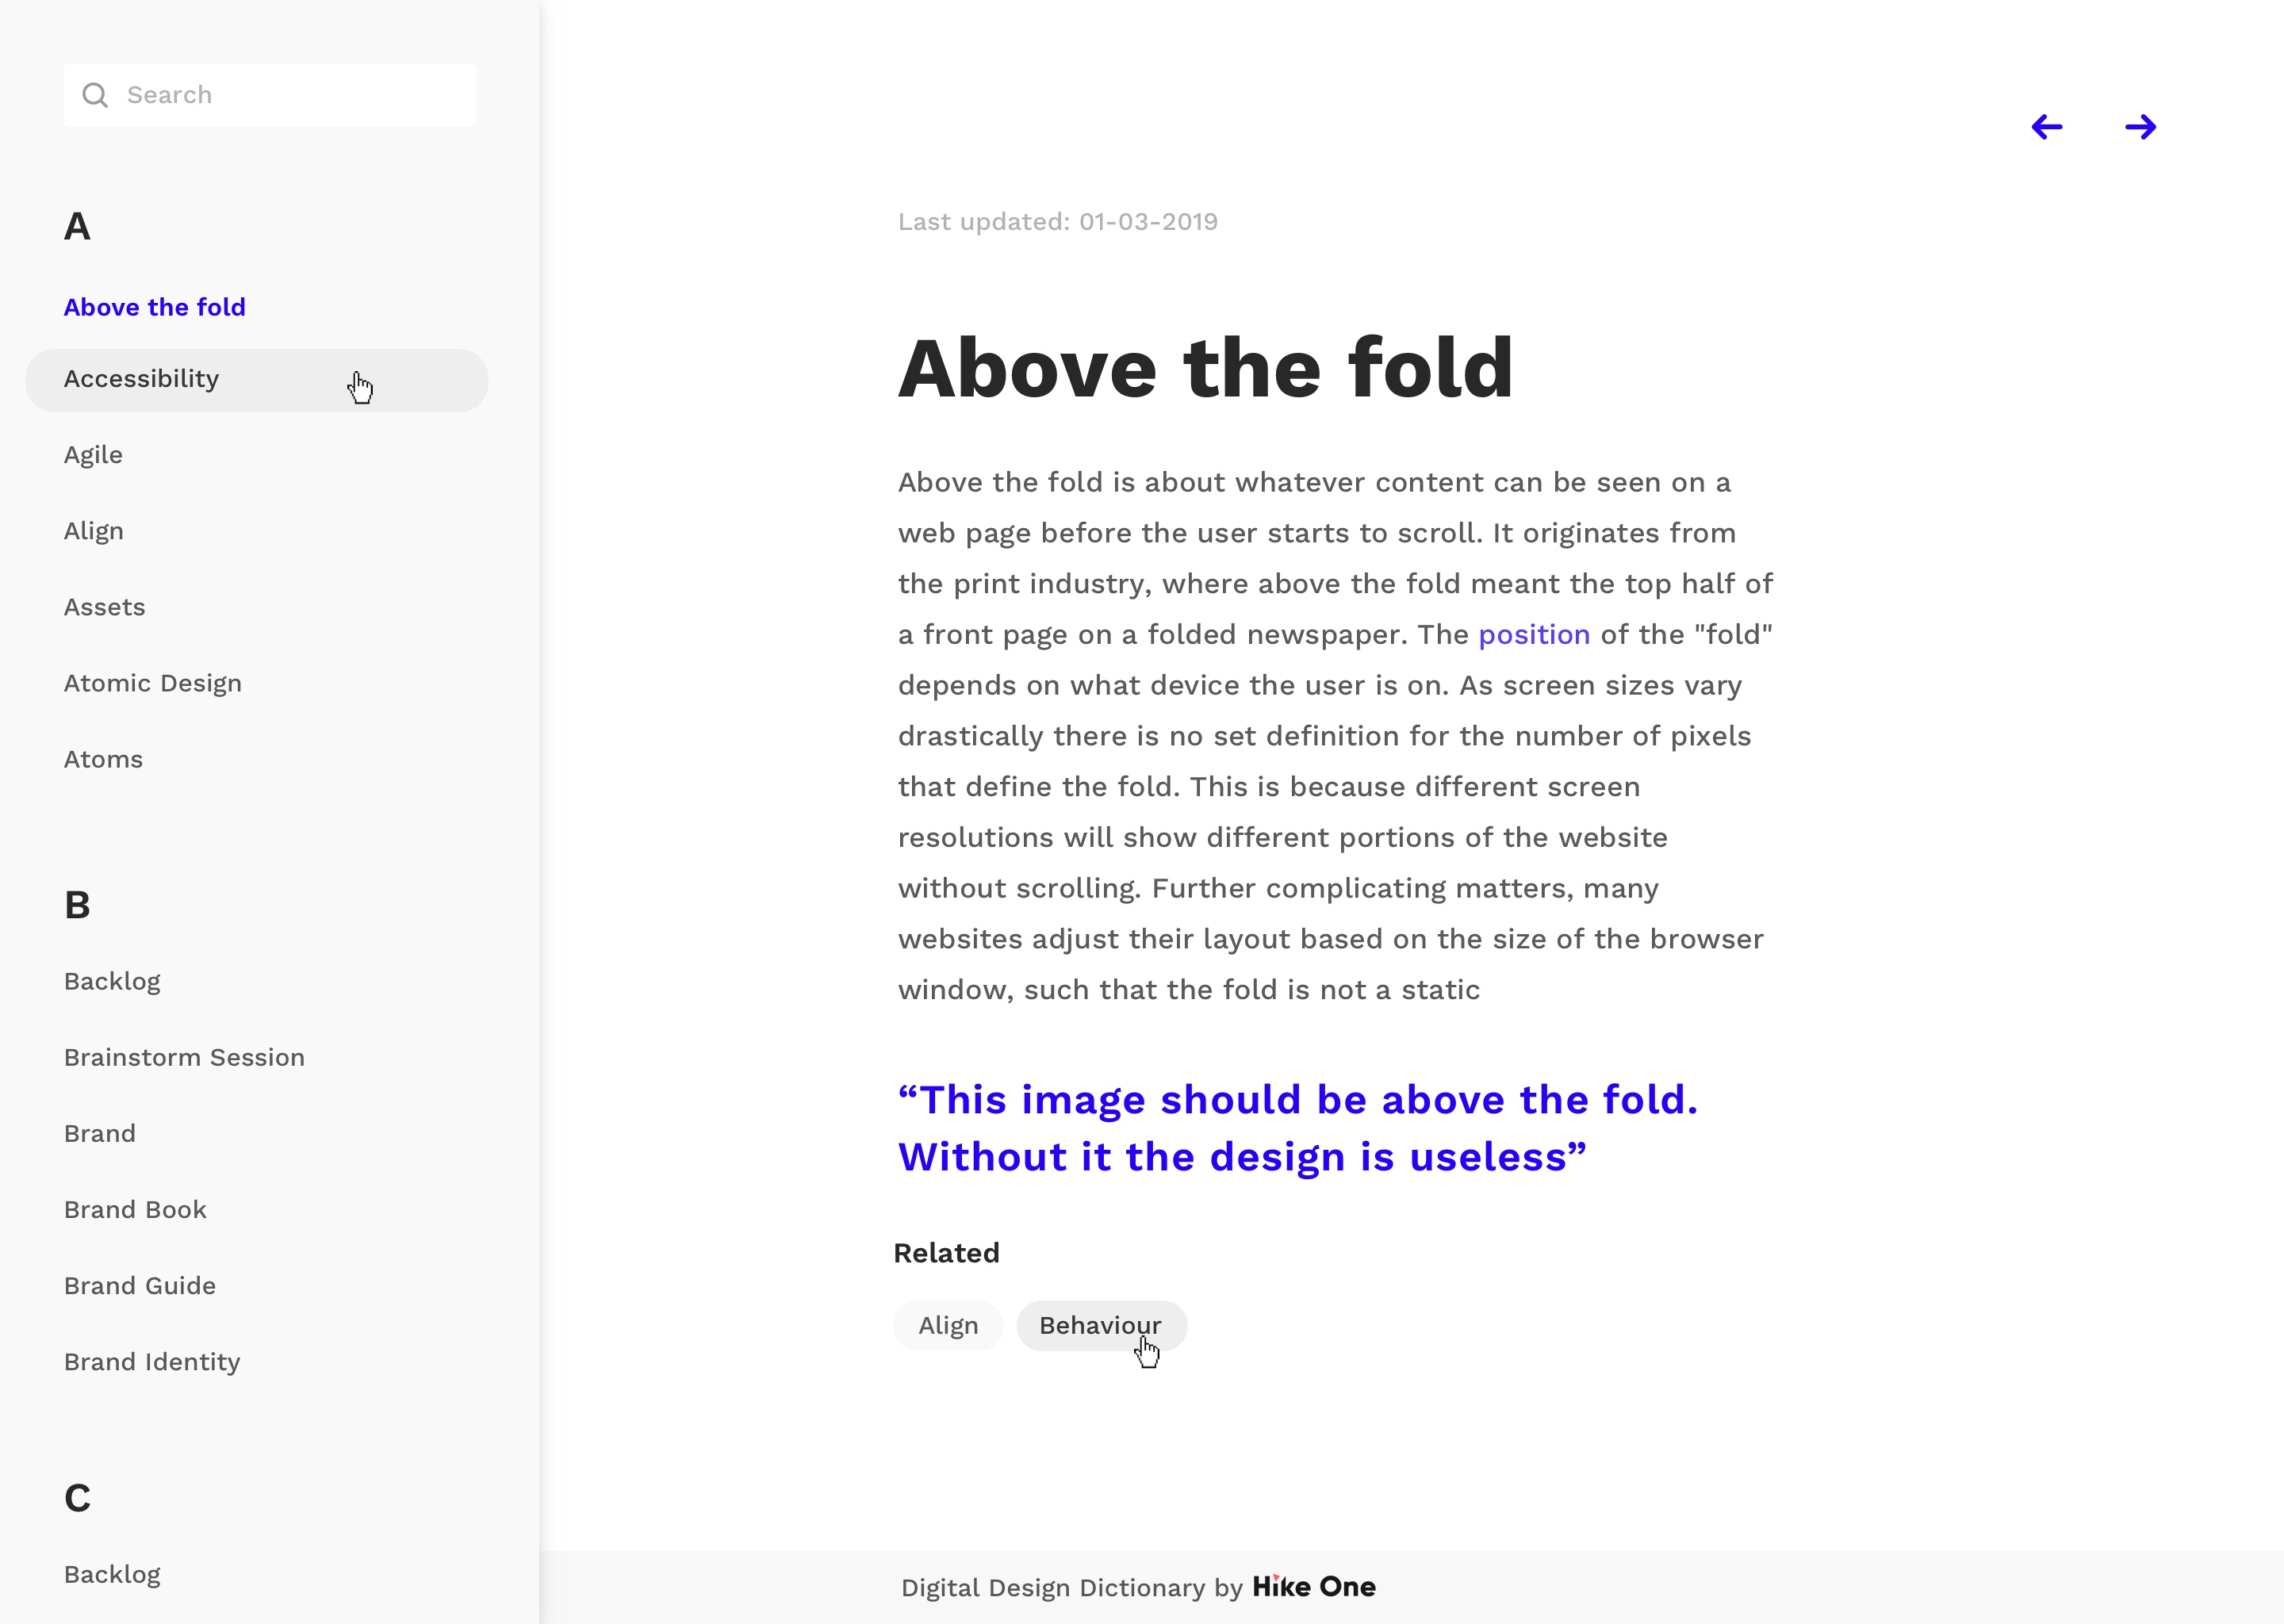 Search
A
Above the fold
Accessibility
Agile
Align
Assets
Atomic Design
Atoms
B
Backlog
Brainstorm Session
Brand
Brand Book
Brand Guide
Brand Identity
C
Backlog
Last updated: 01-03-2019
Above the fold
Above the fold is about whatever content can be seen on a
web page before the user starts to scroll. It originates from
the print industry, where above the fold meant the top half of
a front page on a folded newspaper. The position of the "fold"
depends on what device the user is on. As screen sizes vary
drastically there is no set definition for the number of pixels
that define the fold. This is because different screen
resolutions will show different portions of the website
without scrolling. Further complicating matters, many
websites adjust their layout based on the size of the browser
window, such that the fold is not a static
“This image should be above the fold.
Without it the design is useless”
Related
Align Behaviour
Digital Design Dictionary by Hike One